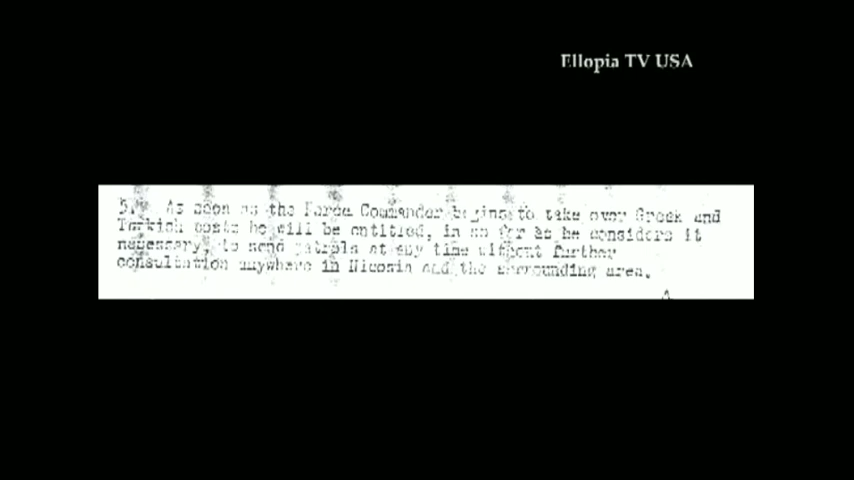 Ellopia TV USA
3. As soon as the Force Commander begins to take over Greek and
Turkish posts he will be entitled, in so far as he considers it
necessary, to send patrols at any time without further
consultation anywhere in Nicosia and the surrounding area.